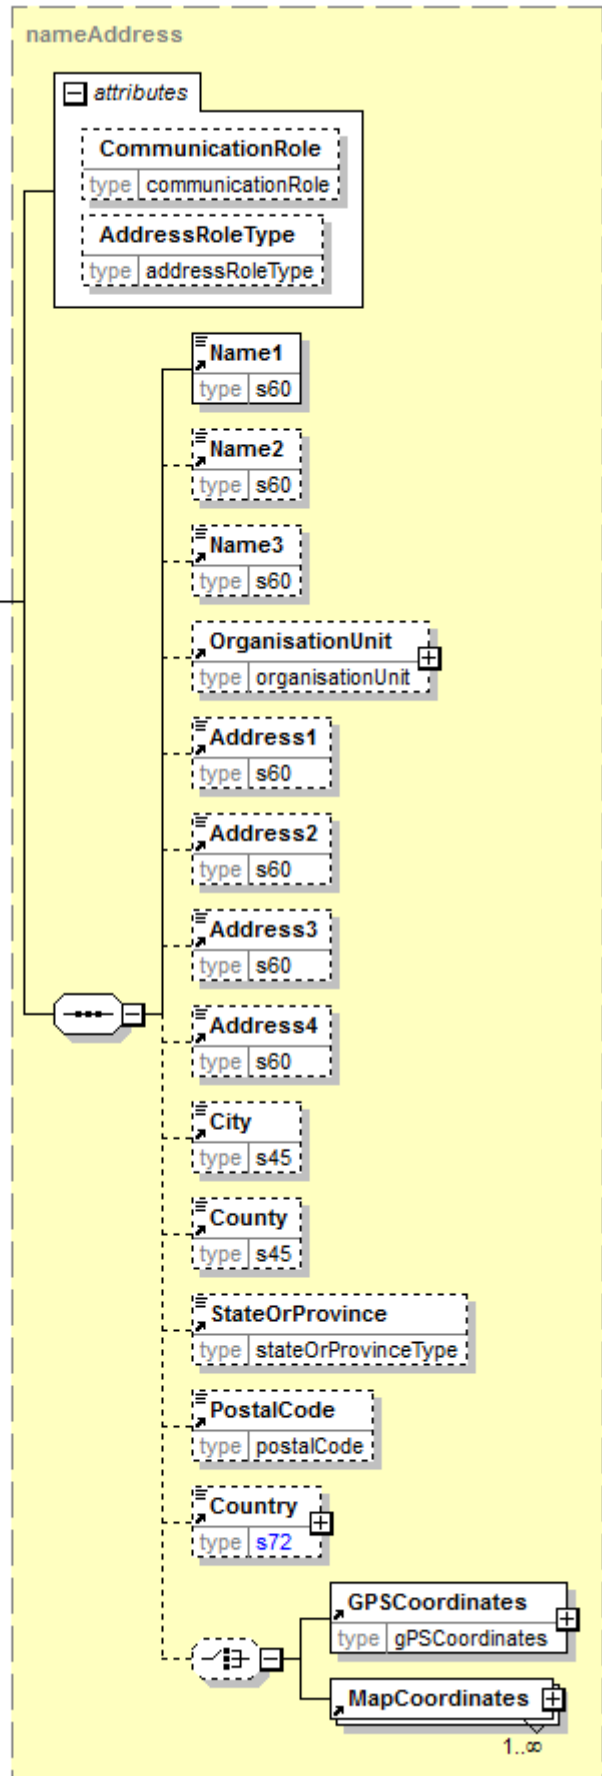 nameAddress
attributes
CommunicationRole
type communicationRole
AddressRoleType
type addressRoleType
Name1
type s60
Name2
type s60
Name3
type s60
OrganisationUnit
type organisationUnit
Address1
type s60
Address2
type s60
Address3
type s60
Address4
type s60
City
type s45
County
type s45
StateOrProvince
type stateOrProvinceType
PostalCode
type postalCode
Country
type s72
GPSCoordinates
type gPSCoordinates
MapCoordinates
1..∞